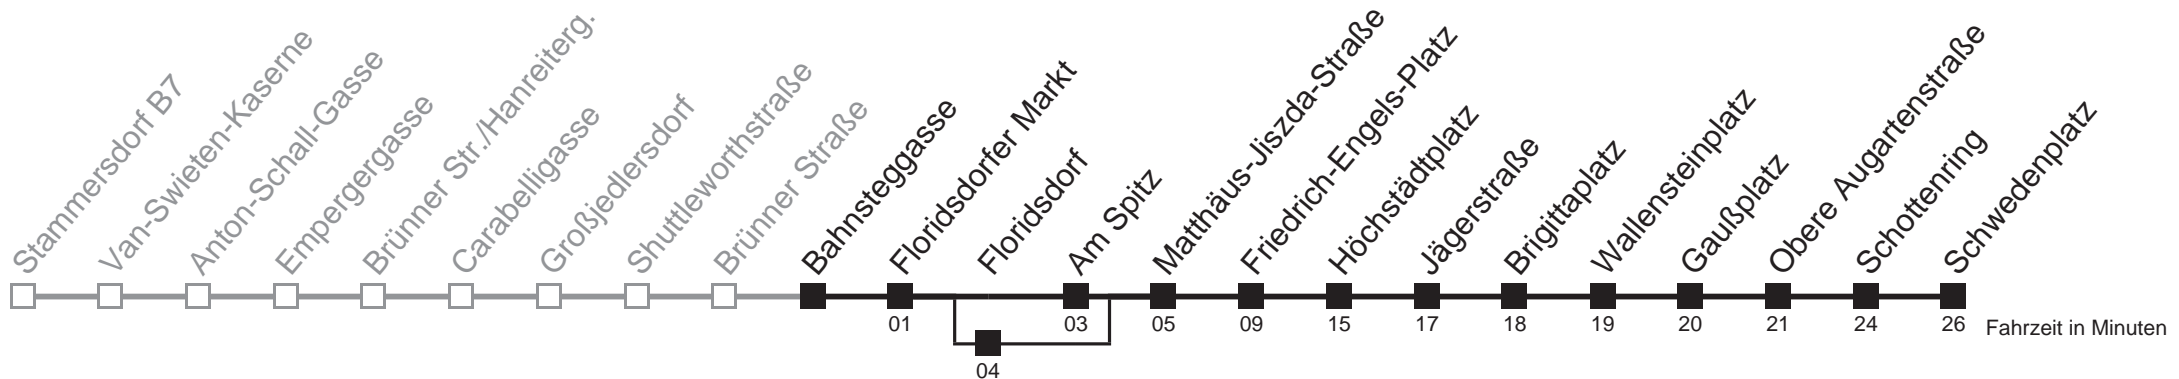 Stammersdorf B7
Van-Swieten-Kaserne
Anton-Schall-Gasse
Empergergasse
Brünner Str./Hanreiterg.
Carabelligasse
Großjedlersdorf
Shuttleworthstraße
Brünner Straße
Bahnsteggasse
Floridsdorfer Markt
Floridsdorf
Am Spitz
Matthäus-Jiszda-Straße
Friedrich-Engels-Platz
Höchstädtplatz
Jägerstraße
Brigittaplatz
Wallensteinplatz
Gaußplatz
Obere Augartenstraße
Schottenring
Schwedenplatz
01
03
05
09
15
17
18
19
20
21
24
26
Fahrzeit in Minuten
04